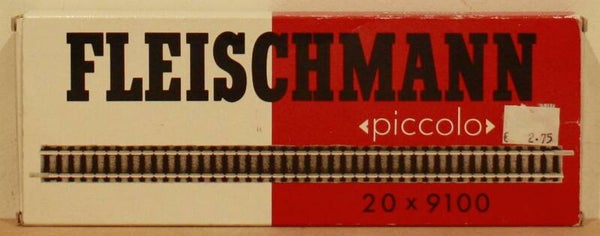 FLEISCHMANN
‹piccolo›
€ 2.75
20 x 9100